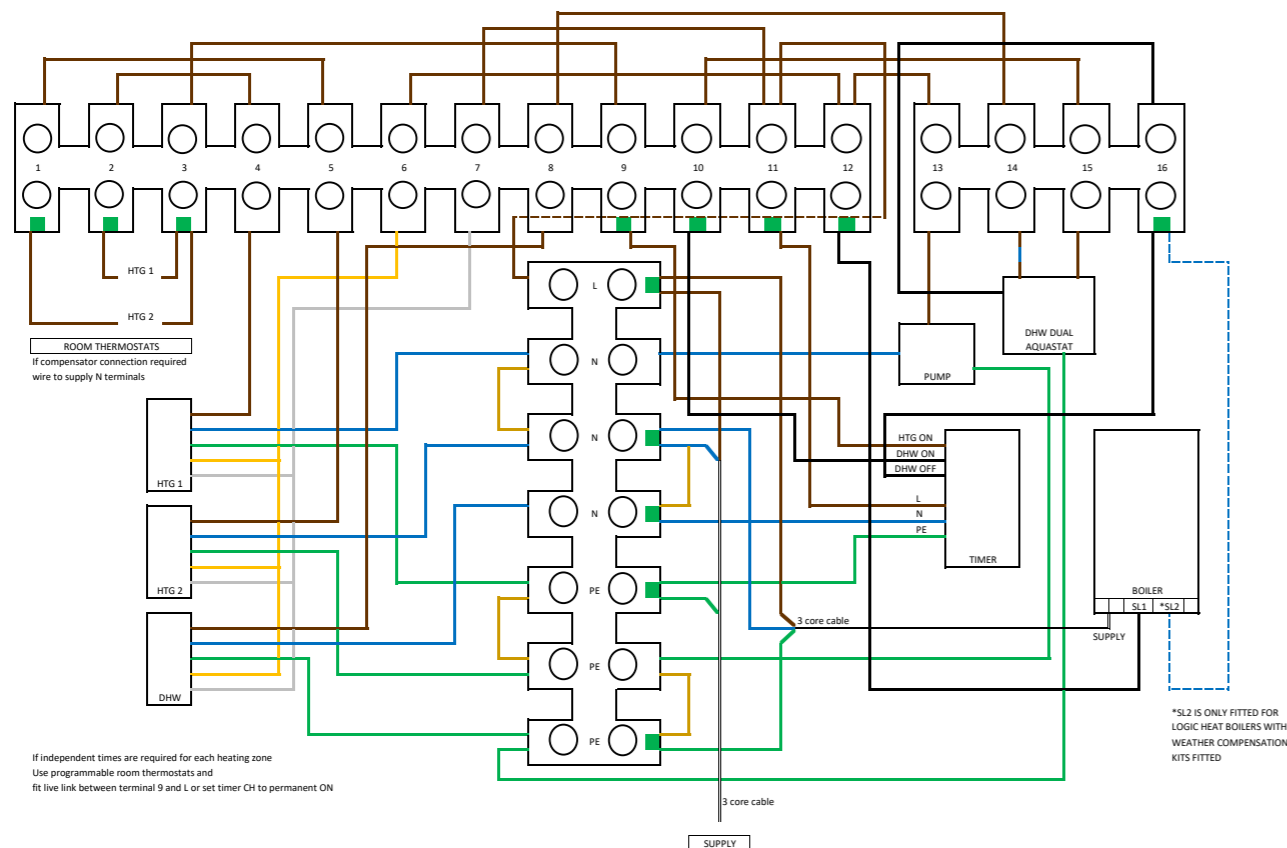 1 2 3 4 5 6 7 8 9 10 11 12 13 14 15 16
HTG 1
HTG 2
ROOM THERMOSTATS
If compensator connection required
wire to supply N terminals
L
N
N
N
PE
PE
PE
DHW DUAL
AQUASTAT
PUMP
HTG 1
HTG 2
DHW
HTG ON
DHW ON
DHW OFF
L
N
PE
TIMER
BOILER
SL1 *SL2
SUPPLY
3 core cable
*SL2 IS ONLY FITTED FOR
LOGIC HEAT BOILERS WITH
WEATHER COMPENSATION
KITS FITTED
If independent times are required for each heating zone
Use programmable room thermostats and
fit live link between terminal 9 and L or set timer CH to permanent ON
3 core cable
SUPPLY